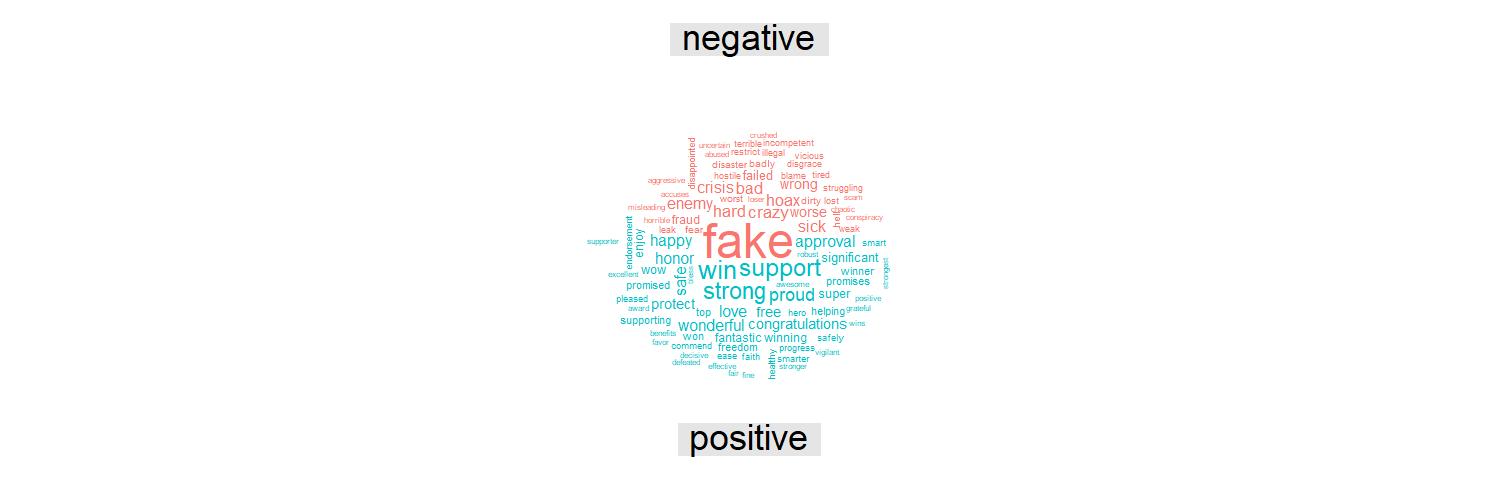 negative
crushed
uncertain terrible incompetent
abused restrict illegal
disappointed
vicious
disaster badly disgrace
hostile failed blame tired
aggressive
crisis bad wrong struggling
accuses worst loser hoax dirty lost scam
misleading enemy
hard crazy worse hell chaotic
horrible fraud conspiracy
leak fear sick weak
fake
supporter endorsement enjoy happy approval smart
honor robust significant
excellent wow safe bless win support winner strongest
promised awesome promises
pleased strong proud super positive
award protect top love free hero helping grateful
supporting wonderful congratulations wins
benefits won fantastic winning safely
favor commend freedom progress vigilant
decisive ease faith healthy smarter
defeated effective stronger
fair fine
positive